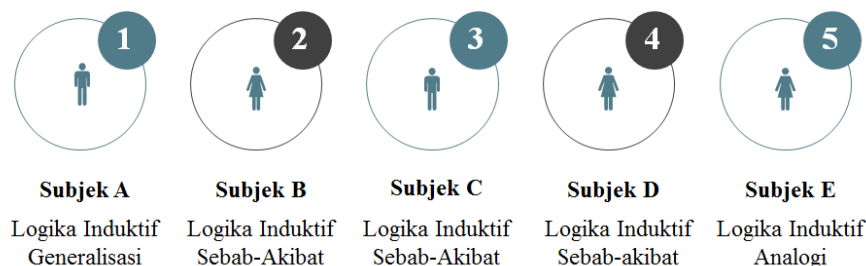 1
2
3
4
5
Subjek A
Logika Induktif
Generalisasi
Subjek B
Logika Induktif
Sebab-Akibat
Subjek C
Logika Induktif
Sebab-Akibat
Subjek D
Logika Induktif
Sebab-akibat
Subjek E
Logika Induktif
Analogi